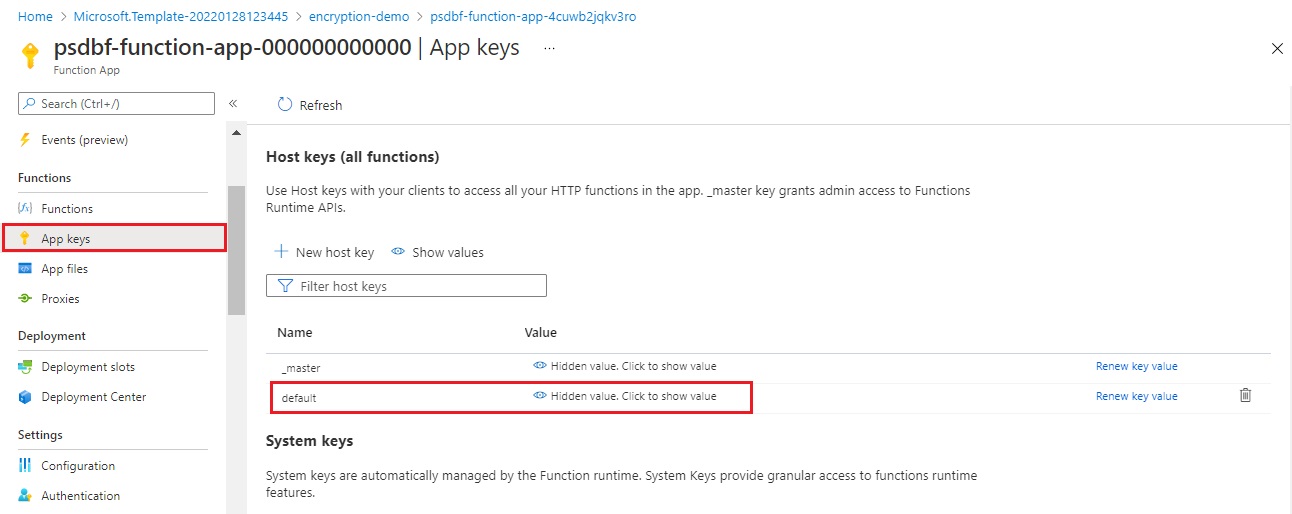 Home > Microsoft.Template-20220128123445 > encryption-demo > psdbf-function-app-4cuwb2jqkv3ro
psdbf-function-app-000000000000 | App keys ...
Function App
Search (Ctrl+/)
«
Refresh
Events (preview)
Functions
Functions
App keys
App files
Proxies
Deployment
Deployment slots
Deployment Center
Settings
Configuration
Authentication
Host keys (all functions)
Use Host keys with your clients to access all your HTTP functions in the app. _master key grants admin access to Functions
Runtime APIs.
New host key Show values
Filter host keys
Name Value
_master Hidden value. Click to show value Renew key value
default Hidden value. Click to show value Renew key value
System keys
System keys are automatically managed by the Function runtime. System Keys provide granular access to functions runtime
features.